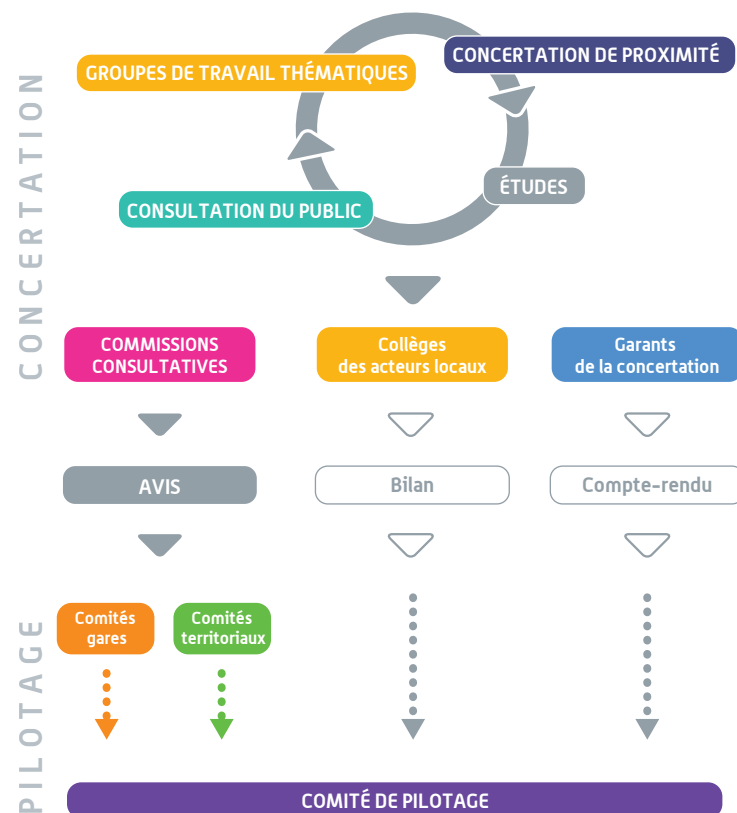 CONCERTATION
CONCERTATION DE PROXIMITÉ
GROUPES DE TRAVAIL THÉMATIQUES
ÉTUDES
CONSULTATION DU PUBLIC
COMMISSIONS
CONSULTATIVES
Collèges
des acteurs locaux
Garants
de la concertation
AVIS
Bilan
Compte-rendu
PILOTAGE
Comités
gares
Comités
territoriaux
COMITÉ DE PILOTAGE